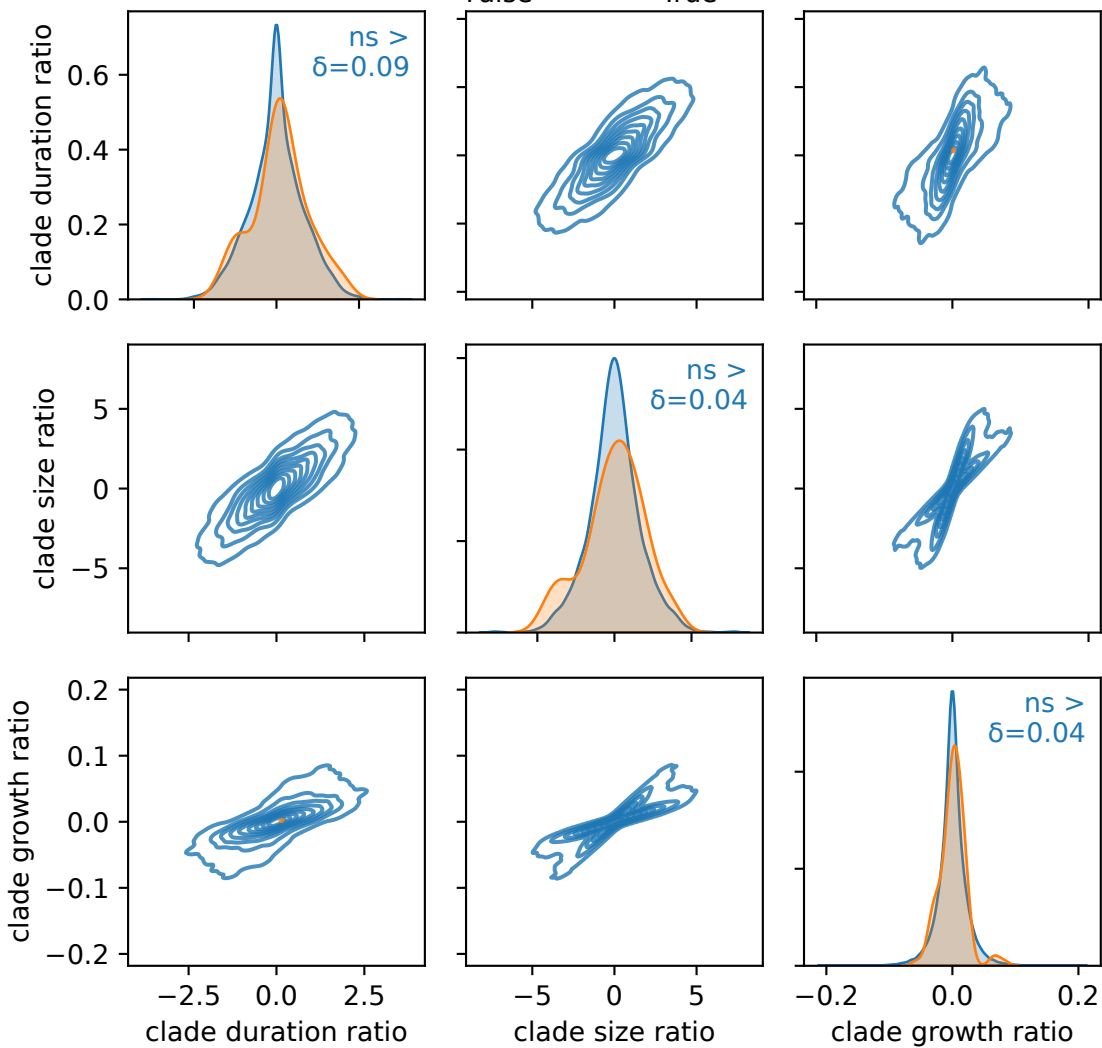 clade duration ratio
0.6
0.4
0.2
0.0
ns >
δ=0.09
clade size ratio
5
0
−5
ns >
δ=0.04
clade growth ratio
0.2
0.1
0.0
−0.1
−0.2
ns >
δ=0.04
−2.5 0.0 2.5
−5 0 5
−0.2 0.0 0.2
clade duration ratio
clade size ratio
clade growth ratio